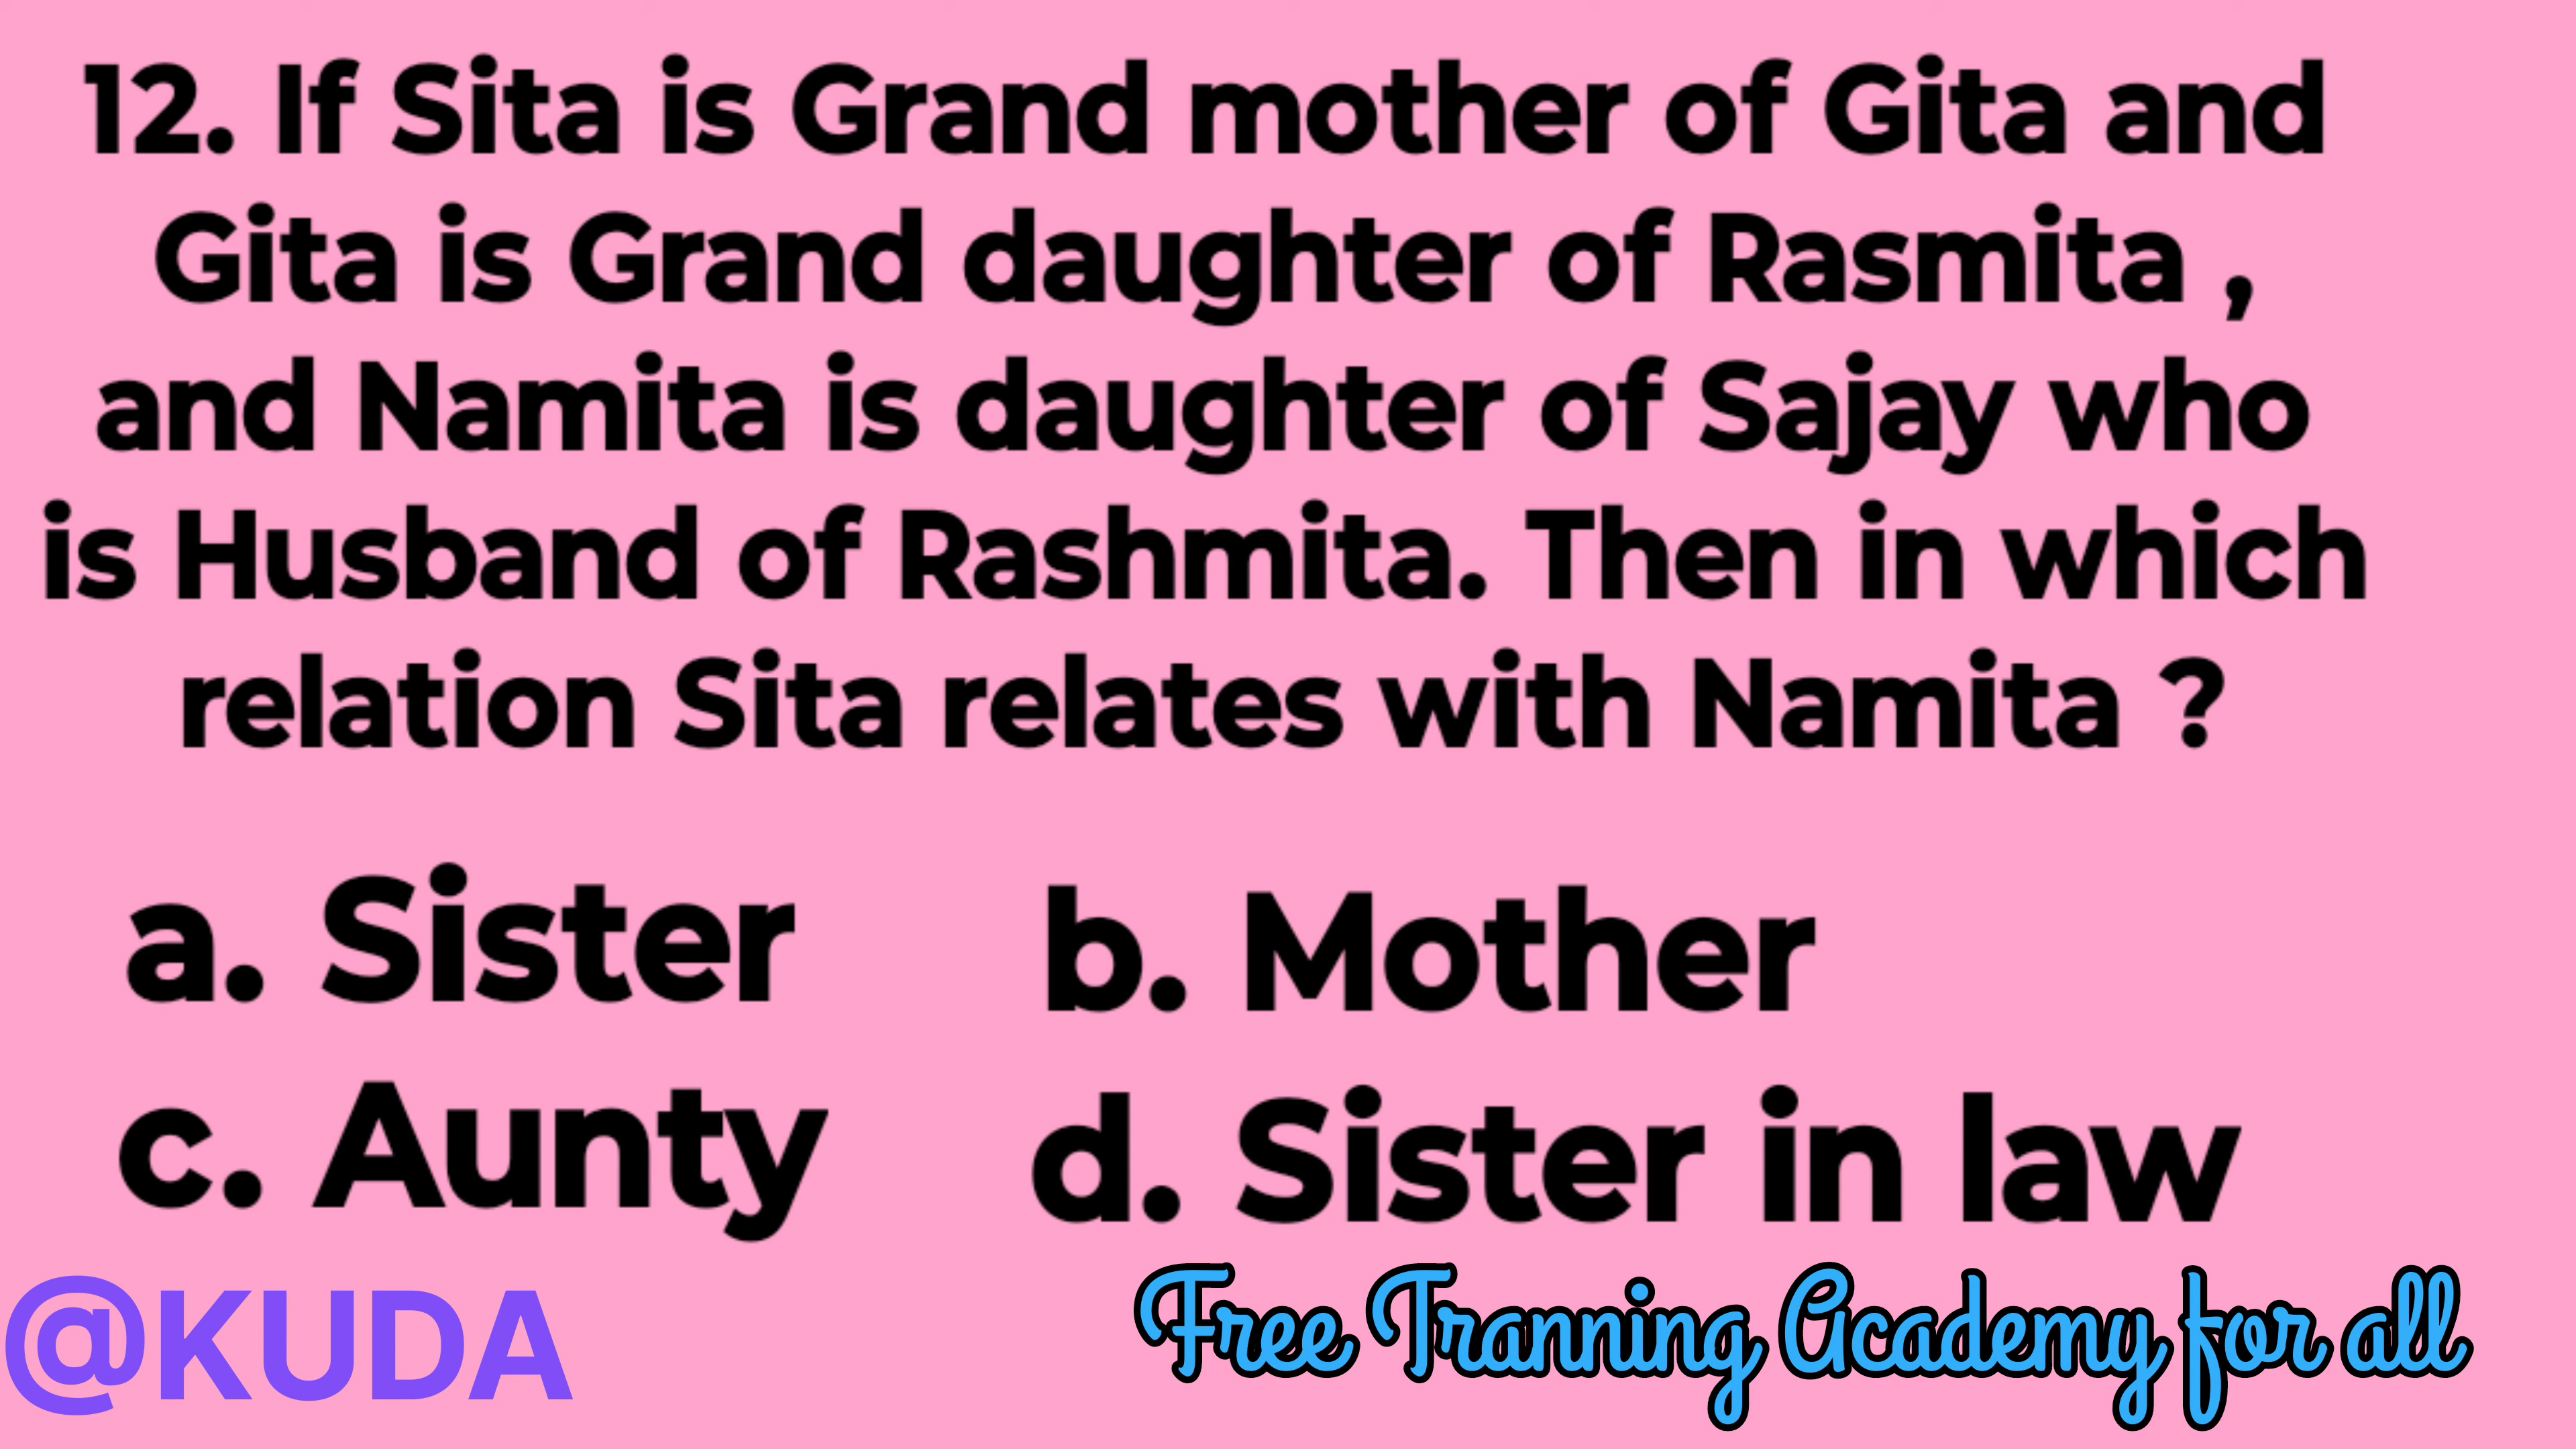 12. If Sita is Grand mother of Gita and
Gita is Grand daughter of Rasmita ,
and Namita is daughter of Sajay who
is Husband of Rashmita. Then in which
relation Sita relates with Namita ?
a. Sister
b. Mother
c. Aunty
d. Sister in law
@KUDA
Free Tranning Academy for all